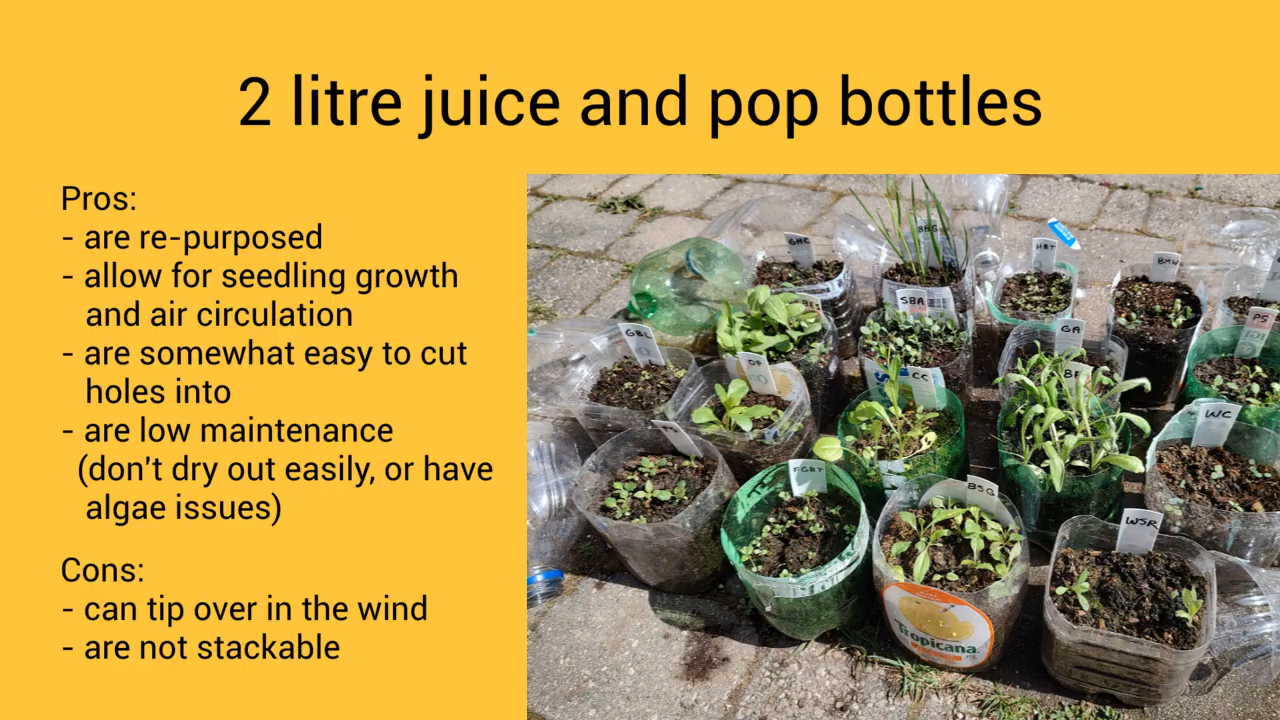 2 litre juice and pop bottles
Pros:
- are re-purposed
- allow for seedling growth
and air circulation
- are somewhat easy to cut
holes into
- are low maintenance
(don't dry out easily, or have
algae issues)
Cons:
- can tip over in the wind
- are not stackable
GHC
BBG
HBT
BMW
SBA
GBL
GA
PS
OP
CC
WC
FGBT
BSG
WSR
Tropicana